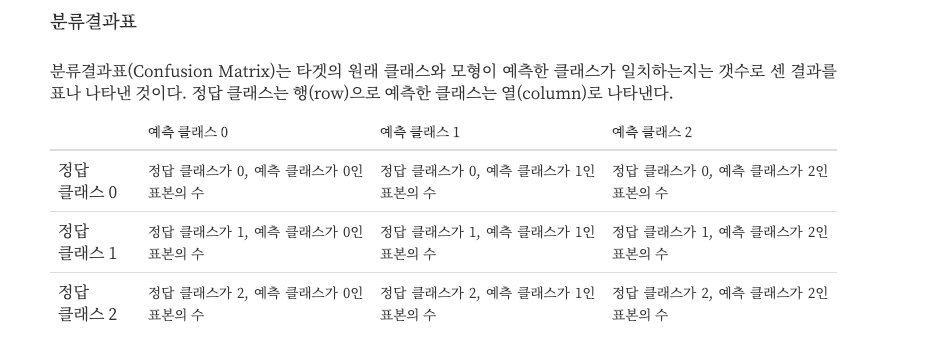 분류결과표
분류결과표(Confusion Matrix)는 타겟의 원래 클래스와 모형이 예측한 클래스가 일치하는지는 갯수로 센 결과를
표나 나타낸 것이다. 정답 클래스는 행(row)으로 예측한 클래스는 열(column)로 나타낸다.
예측 클래스 0 예측 클래스 1 예측 클래스 2
정답 클래스 0 정답 클래스가 0, 예측 클래스가 0인 표본의 수 정답 클래스가 0, 예측 클래스가 1인 표본의 수 정답 클래스가 0, 예측 클래스가 2인 표본의 수
정답 클래스 1 정답 클래스가 1, 예측 클래스가 0인 표본의 수 정답 클래스가 1, 예측 클래스가 1인 표본의 수 정답 클래스가 1, 예측 클래스가 2인 표본의 수
정답 클래스 2 정답 클래스가 2, 예측 클래스가 0인 표본의 수 정답 클래스가 2, 예측 클래스가 1인 표본의 수 정답 클래스가 2, 예측 클래스가 2인 표본의 수